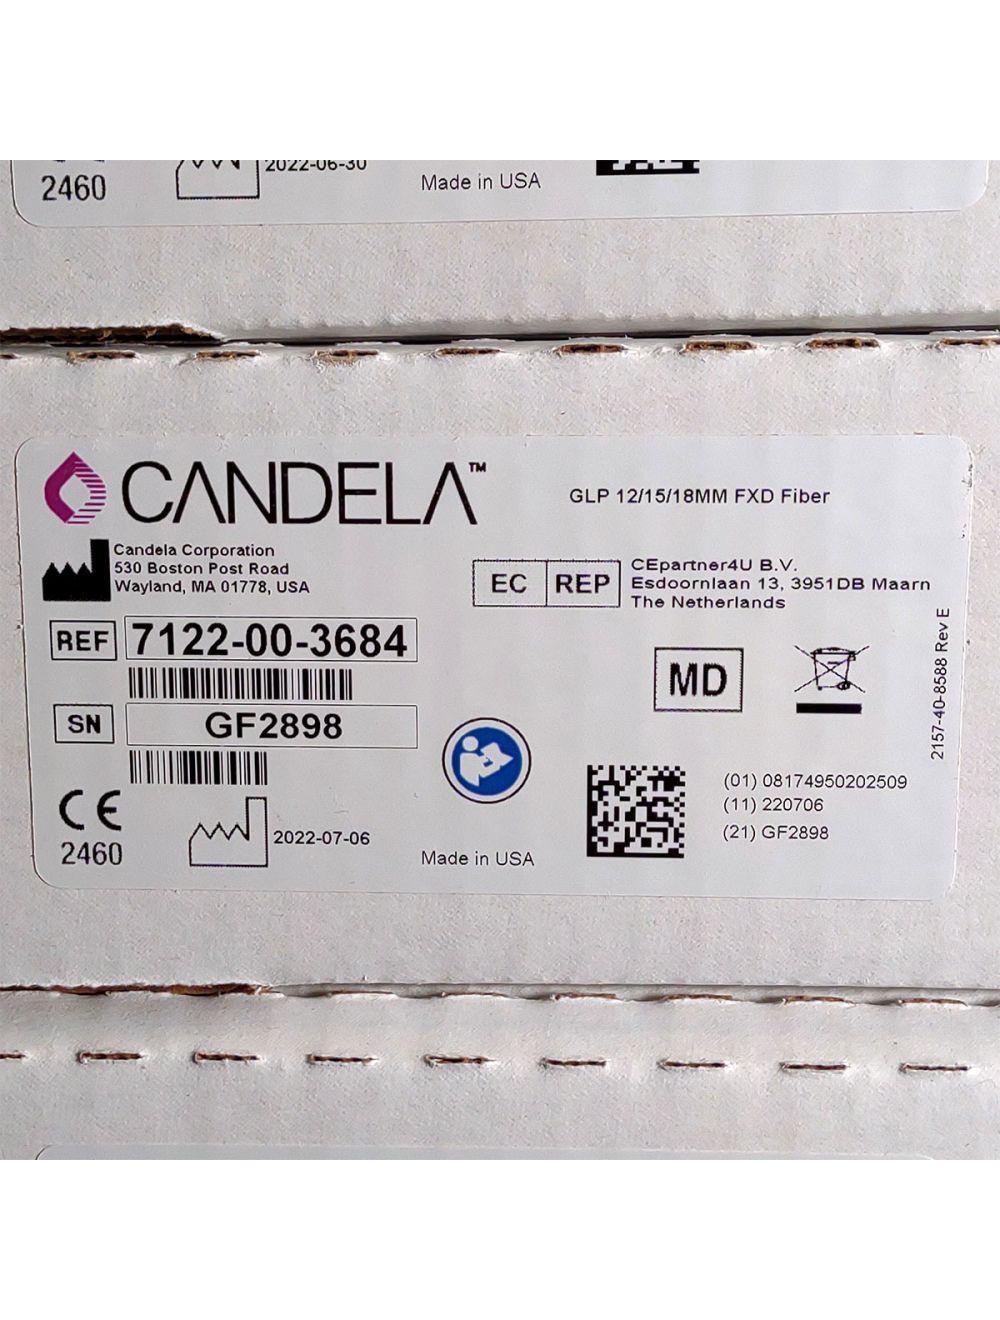 2460
2022-06-30
Made in USA
CANDELA™
GLP 12/15/18MM FXD Fiber
Candela Corporation
530 Boston Post Road
Wayland, MA 01778, USA
EC REP
CEpartner4U B.V.
Esdoornlaan 13, 3951DB Maarn
The Netherlands
REF 7122-00-3684
SN GF2898
MD
2157-40-8588 Rev E
CE
2460
2022-07-06
Made in USA
(01) 08174950202509
(11) 220706
(21) GF2898